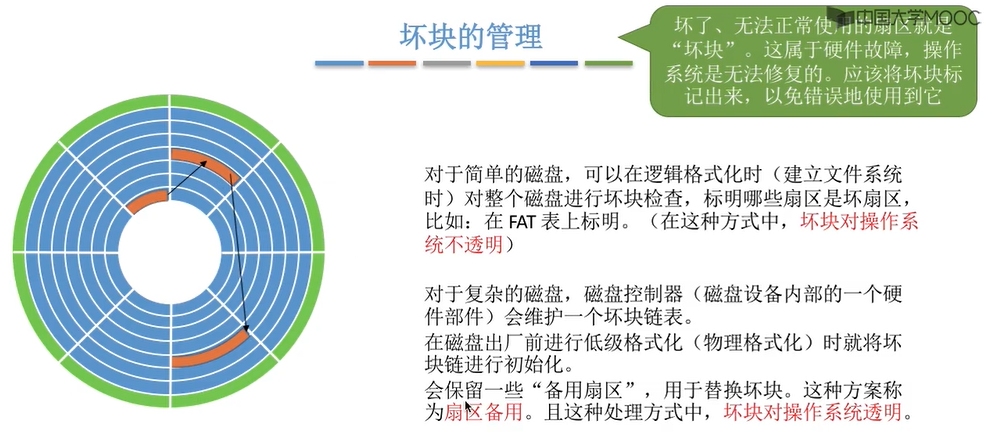 坏块的管理
中国大学MOOC
坏了、无法正常使用的扇区就是
“坏块”。这属于硬件故障，操作
系统是无法修复的。应该将坏块标
记出来，以免错误地使用到它
对于简单的磁盘，可以在逻辑格式化时（建立文件系统
时）对整个磁盘进行坏块检查，标明哪些扇区是坏扇区，
比如：在 FAT 表上标明。（在这种方式中，坏块对操作系
统不透明）
对于复杂的磁盘，磁盘控制器（磁盘设备内部的一个硬
件部件）会维护一个坏块链表。
在磁盘出厂前进行低级格式化（物理格式化）时就将坏
块链进行初始化。
会保留一些“备用扇区”，用于替换坏块。这种方案称
为扇区备用。且这种处理方式中，坏块对操作系统透明。